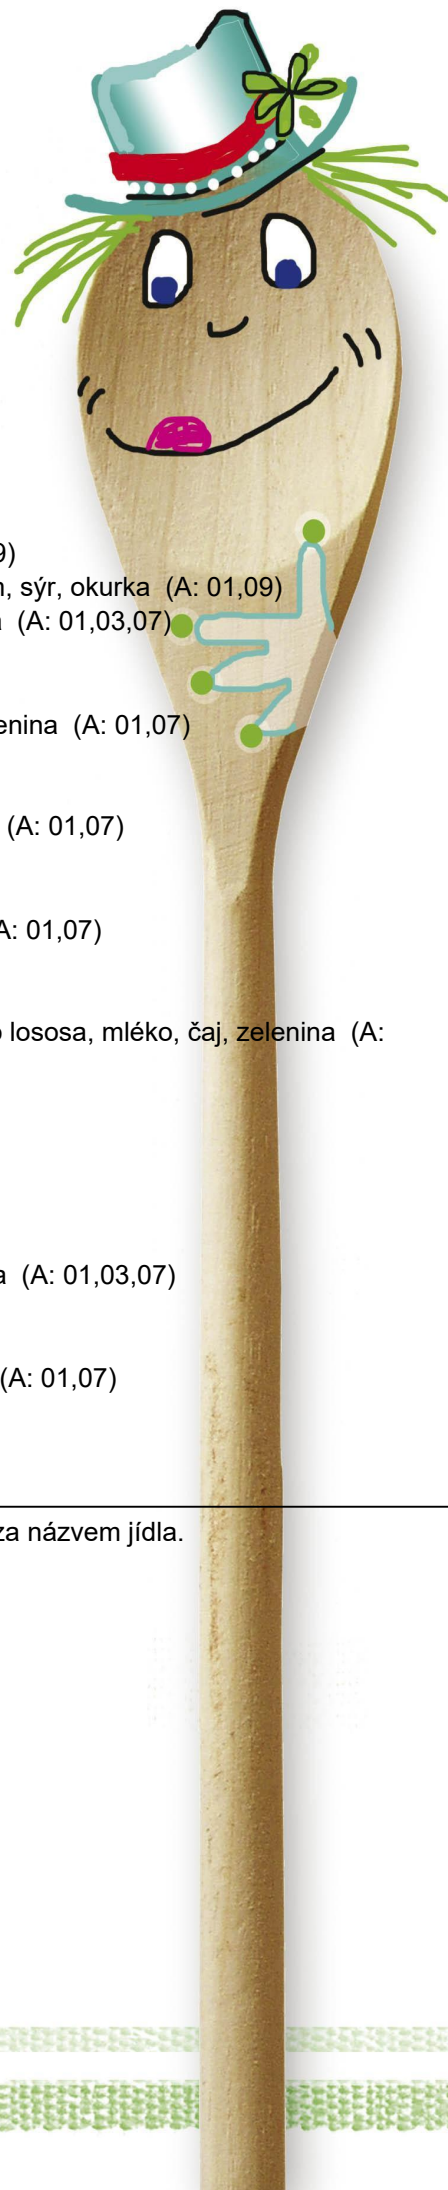 9)
, sýr, okurka (A: 01,09)
(A: 01,03,07)
enina (A: 01,07)
(A: 01,07)
A: 01,07)
lososa, mléko, čaj, zelenina (A:
a (A: 01,03,07)
(A: 01,07)
za názvem jídla.